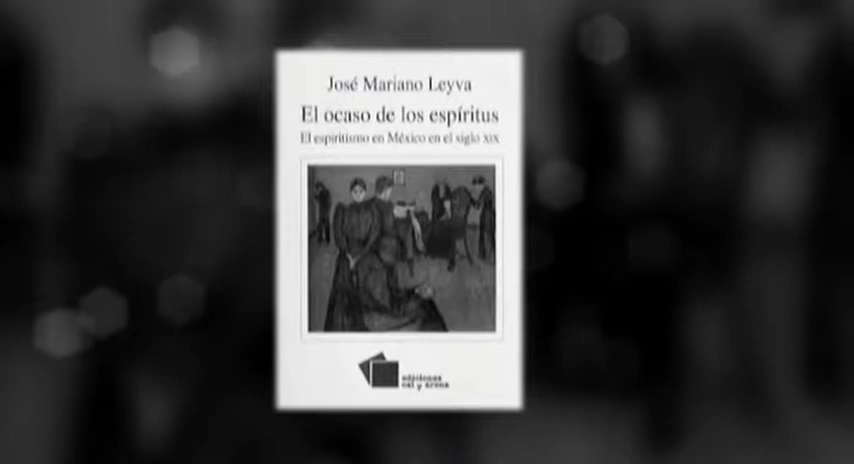 José Mariano Leyva
El ocaso de los espíritus
El espiritismo en México en el siglo XIX
ediciones
cal y arena